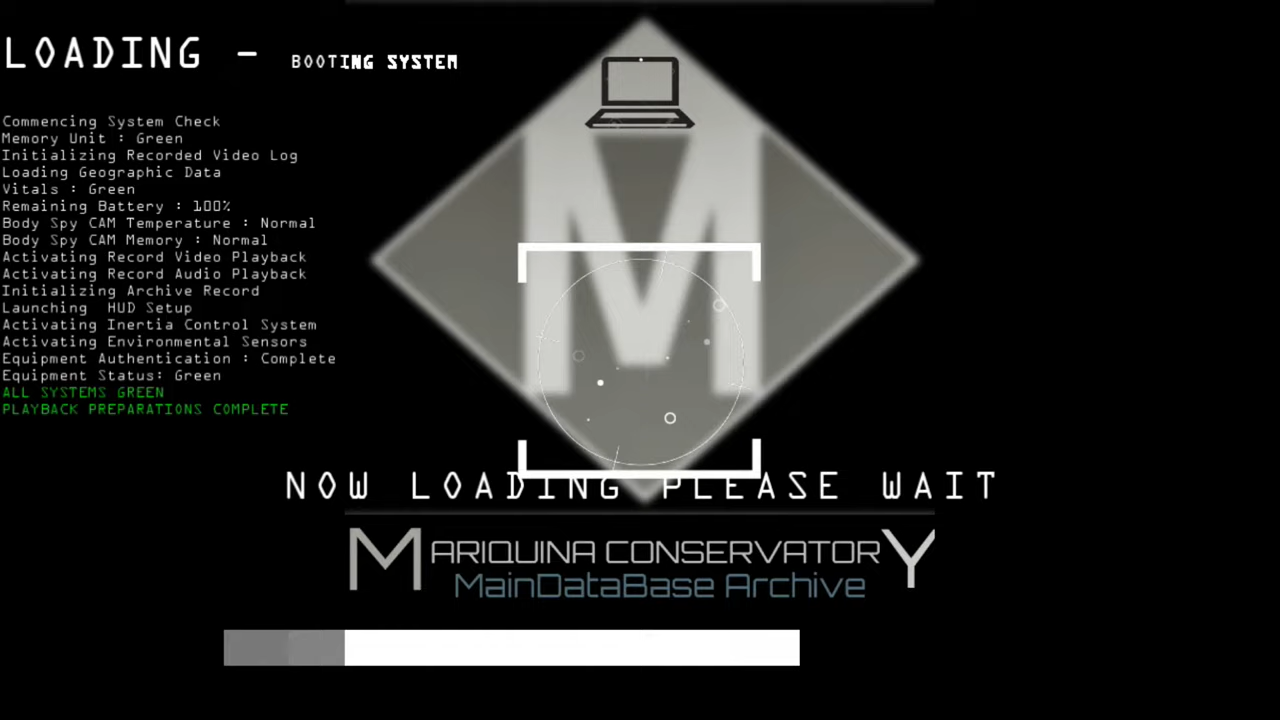 LOADING - BOOTING SYSTEM
Commencing System Check
Memory Unit : Green
Initializing Recorded Video Log
Loading Geographic Data
Vitals : Green
Remaining Battery : 100%
Body Spy CAM Temperature : Normal
Body Spy CAM Memory : Normal
Activating Record Video Playback
Activating Record Audio Playback
Initializing Archive Record
Launching HUD Setup
Activating Inertia Control System
Activating Environmental Sensors
Equipment Authentication : Complete
Equipment Status: Green
ALL SYSTEMS GREEN
PLAYBACK PREPARATIONS COMPLETE
M
NOW LOADING PLEASE WAIT
MARIQUINA CONSERVATORY
MainDataBase Archive